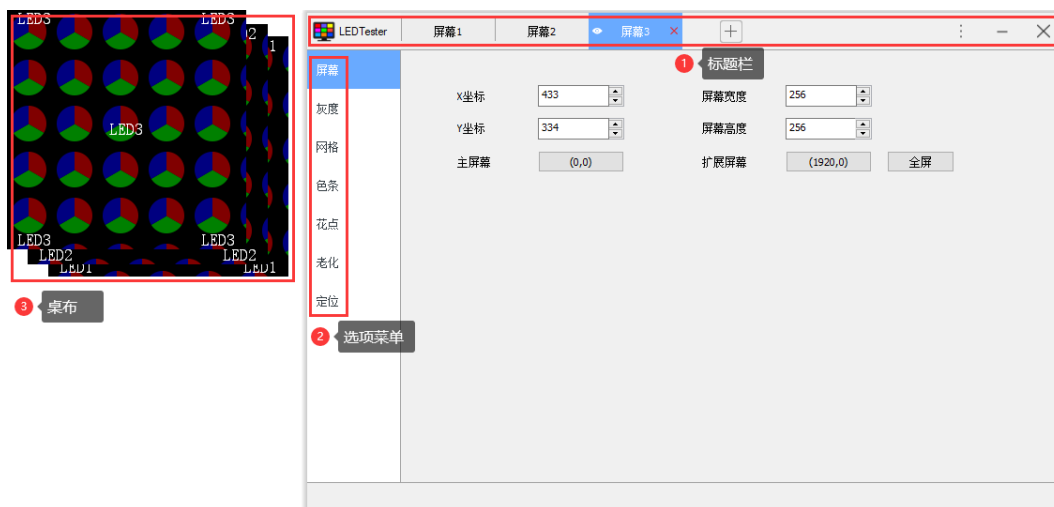 LED3 LED3
2
1
LED3
LED3 LED3
LED2 LED2
LED1 LED1
3 桌布
LEDTester 屏幕1 屏幕2 屏幕3 × + ⋮ － ×
1 标题栏
屏幕
灰度
网格
色条
花点
老化
定位
2 选项菜单
X坐标 433 屏幕宽度 256
Y坐标 334 屏幕高度 256
主屏幕 (0,0) 扩展屏幕 (1920,0) 全屏